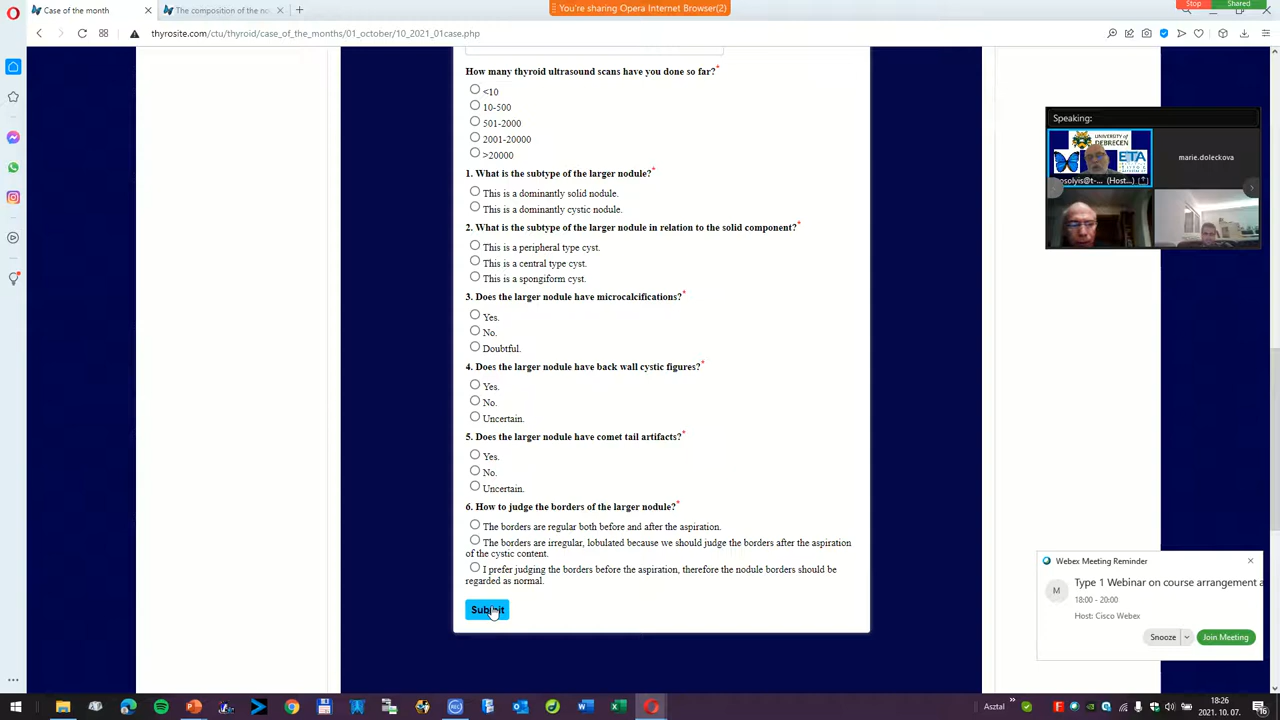 Case of the month
The composition of the no
You're sharing Opera Internet Browser(2)
Stop
Shared
thyrosite.com/ctu/thyroid/case_of_the_months/01_october/10_2021_01case.php
How many thyroid ultrasound scans have you done so far?*
<10
10-500
501-2000
2001-20000
>20000
1. What is the subtype of the larger nodule?*
This is a dominantly solid nodule.
This is a dominantly cystic nodule.
2. What is the subtype of the larger nodule in relation to the solid component?*
This is a peripheral type cyst.
This is a central type cyst.
This is a spongiform cyst.
3. Does the larger nodule have microcalcifications?*
Yes.
No.
Doubtful.
4. Does the larger nodule have back wall cystic figures?*
Yes.
No.
Uncertain.
5. Does the larger nodule have comet tail artifacts?*
Yes.
No.
Uncertain.
6. How to judge the borders of the larger nodule?*
The borders are regular both before and after the aspiration.
The borders are irregular, lobulated because we should judge the borders after the aspiration
of the cystic content.
I prefer judging the borders before the aspiration, therefore the nodule borders should be
regarded as normal.
Submit
Speaking:
UNIVERSITY of
DEBRECEN
ETA
osolyis@t-... (Host...)
marie.doleckova
Webex Meeting Reminder
M
Type 1 Webinar on course arrangement a
18:00 - 20:00
Host: Cisco Webex
Snooze
Join Meeting
Asztal
18:26
2021. 10. 07.